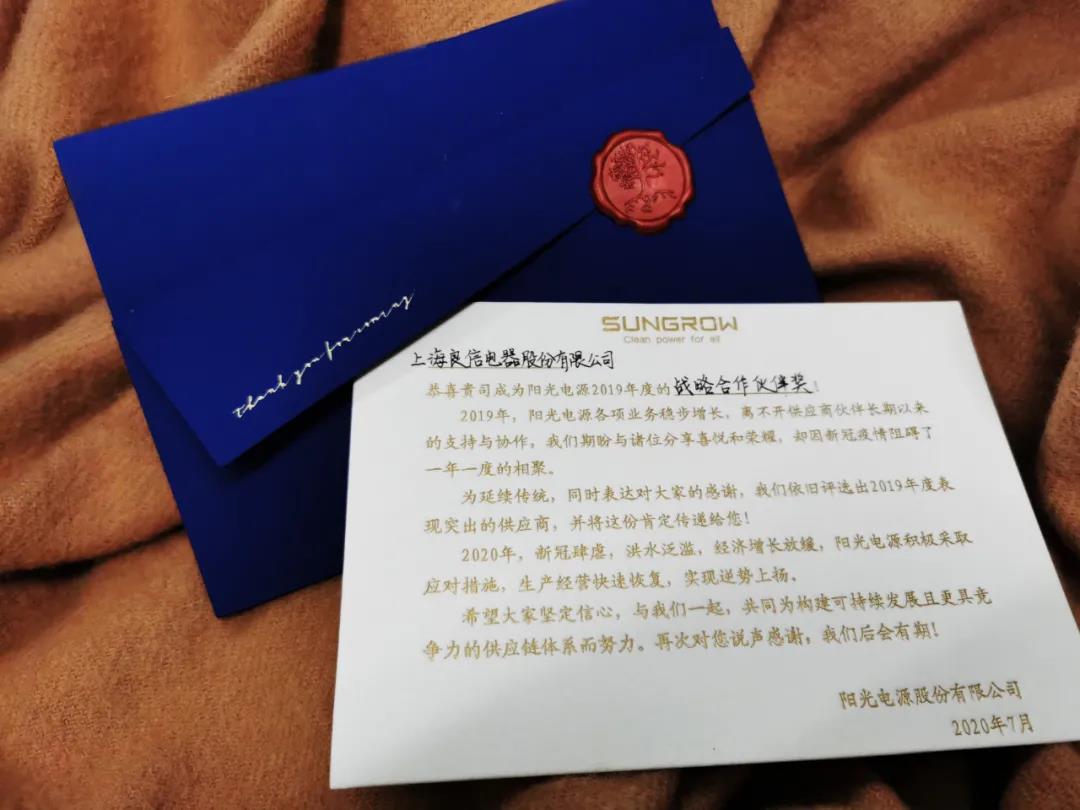 Thank you for coming
SUNGROW
Clean power for all
上海良信电器股份有限公司
恭喜贵司成为阳光电源2019年度的战略合作伙伴奖!
2019年，阳光电源各项业务稳步增长，离不开供应商伙伴长期以来
的支持与协作，我们期盼与诸位分享喜悦和荣耀，却因新冠疫情阻碍了
一年一度的相聚。
为延续传统，同时表达对大家的感谢，我们依旧评选出2019年度表
现突出的供应商，并将这份肯定传递给您！
2020年，新冠肆虐，洪水泛滥，经济增长放缓，阳光电源积极采取
应对措施，生产经营快速恢复，实现逆势上扬。
希望大家坚定信心，与我们一起，共同为构建可持续发展且更具竞
争力的供应链体系而努力。再次对您说声感谢，我们后会有期！
阳光电源股份有限公司
2020年7月